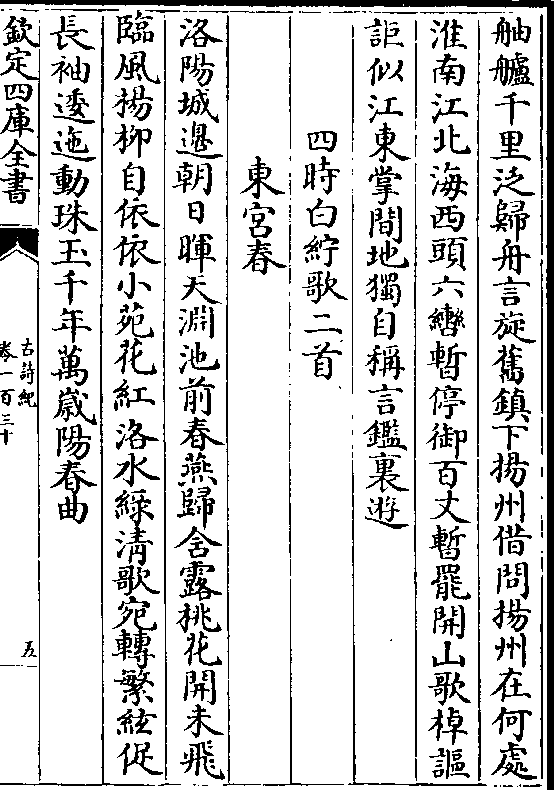 舳艫千里泛歸舟言旋舊鎮下揚州借問揚州在何處
淮南江北海西頭六轡暫停御百丈暫罷開山歌棹謳
詎似江東掌間地獨自稱言鑑裏遊
四時白紵歌二首
東宮春
洛陽城邊朝日暉天淵池前春燕歸含露桃花開未飛
臨風揚柳自依依小苑花紅洛水綠清歌宛轉繁絃促
長袖逶迤動珠玉千年萬歲陽春曲
欽定四庫全書
古詩紀
卷一百三十
五